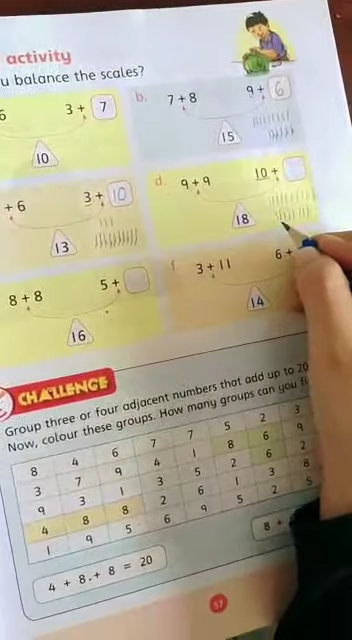 activity
u balance the scales?
6 3 + 7
10
b. 7 + 8 9 + 6
15
+ 6 3 + 10
13
d. 9 + 9 10 +
18
8 + 8 5 +
16
f 3 + 11 6 +
14
CHALLENGE
Group three or four adjacent numbers that add up to 20
Now, colour these groups. How many groups can you fi
8 4 6 7 7 5 2 3
3 7 9 4 1 8 6 9
9 3 1 3 5 2 6 2
4 8 8 2 6 1 3 8
1 9 5 6 9 5 2 5
4 + 8 + 8 = 20
8 +
57